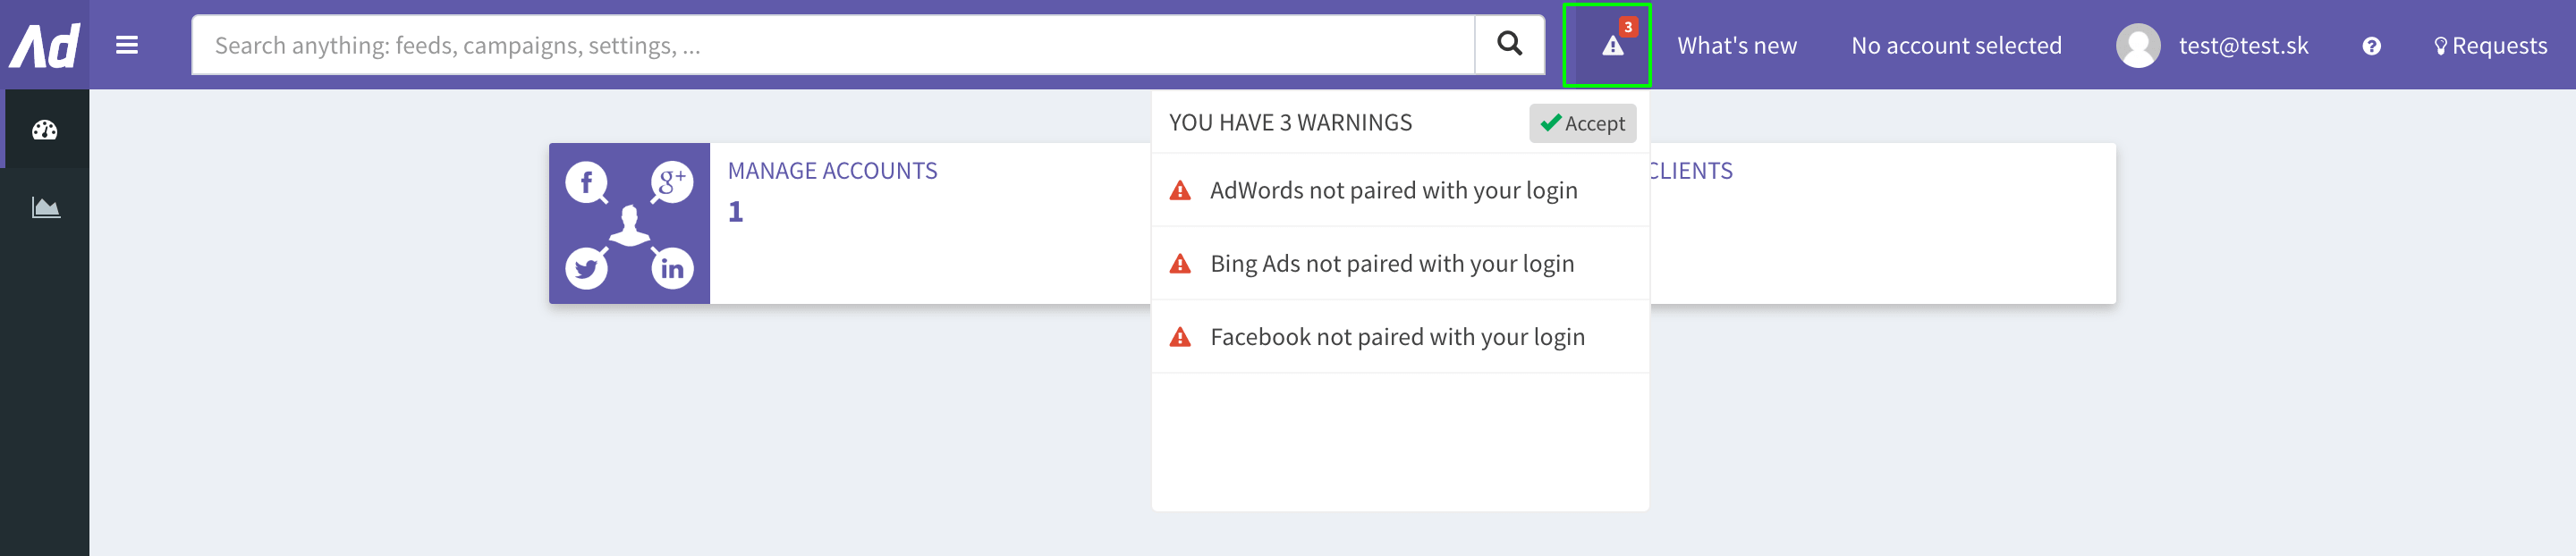 Ad
Search anything: feeds, campaigns, settings, ...
3
What's new
No account selected
test@test.sk
?
Requests
YOU HAVE 3 WARNINGS
Accept
MANAGE ACCOUNTS
1
f
g+
in
AdWords not paired with your login
Bing Ads not paired with your login
Facebook not paired with your login
CLIENTS